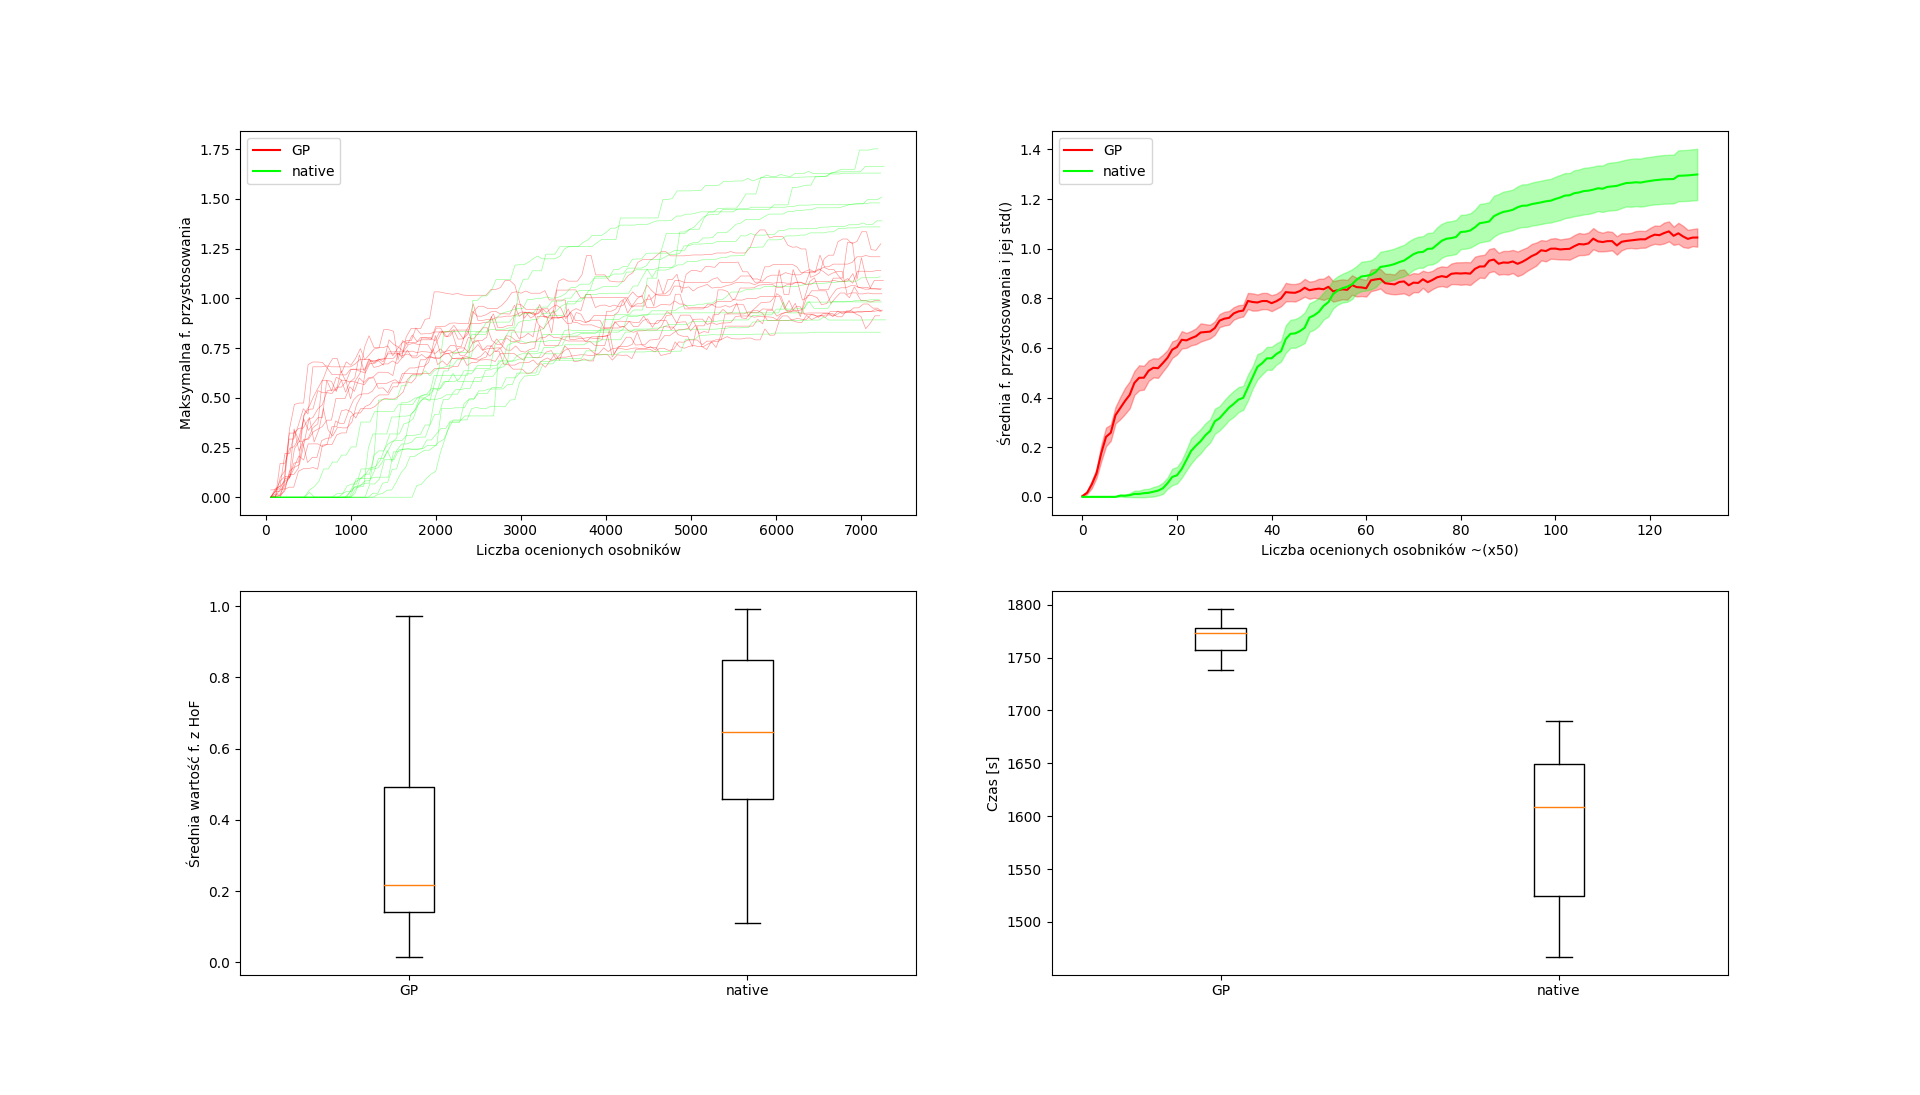 GP
native
1.75
1.50
1.25
1.00
0.75
0.50
0.25
0.00
Maksymalna f. przystosowania
0 1000 2000 3000 4000 5000 6000 7000
Liczba ocenionych osobników
GP
native
1.4
1.2
1.0
0.8
0.6
0.4
0.2
0.0
Średnia f. przystosowania i jej std()
0 20 40 60 80 100 120
Liczba ocenionych osobników ~(x50)
1.0
0.8
0.6
0.4
0.2
0.0
Średnia wartość f. z HoF
GP native
1800
1750
1700
1650
1600
1550
1500
Czas [s]
GP native